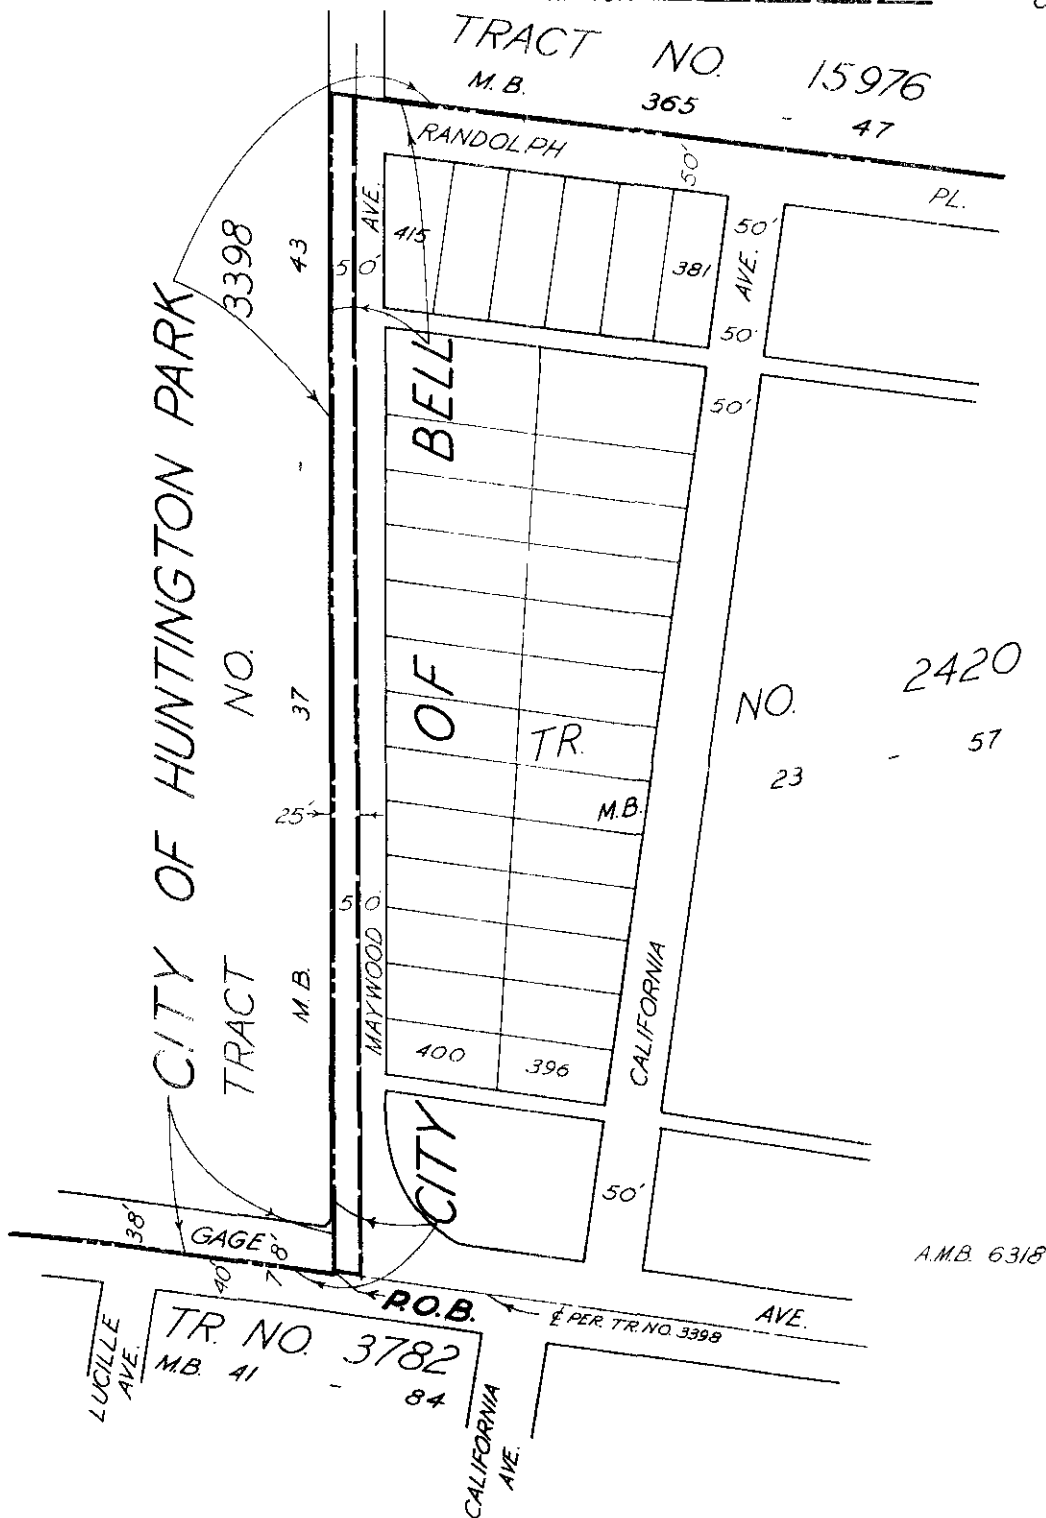 TRACT NO. 15976
M.B. 365 - 47
RANDOLPH PL.
50'
AVE.
415
381
50'
AVE.
50'
50'
50'
CITY OF HUNTINGTON PARK
TRACT NO. 3398
M.B. 37 - 43
CITY OF BELL
TR. NO. 2420
M.B. 23 - 57
25'
50'
MAYWOOD
400
396
CALIFORNIA
50'
38'
GAGE
40'
78'
P.O.B.
℄ PER. TR. NO. 3398
AVE.
A.M.B. 6318
LUCILLE
AVE.
TR. NO. 3782
M.B. 41 - 84
CALIFORNIA
AVE.